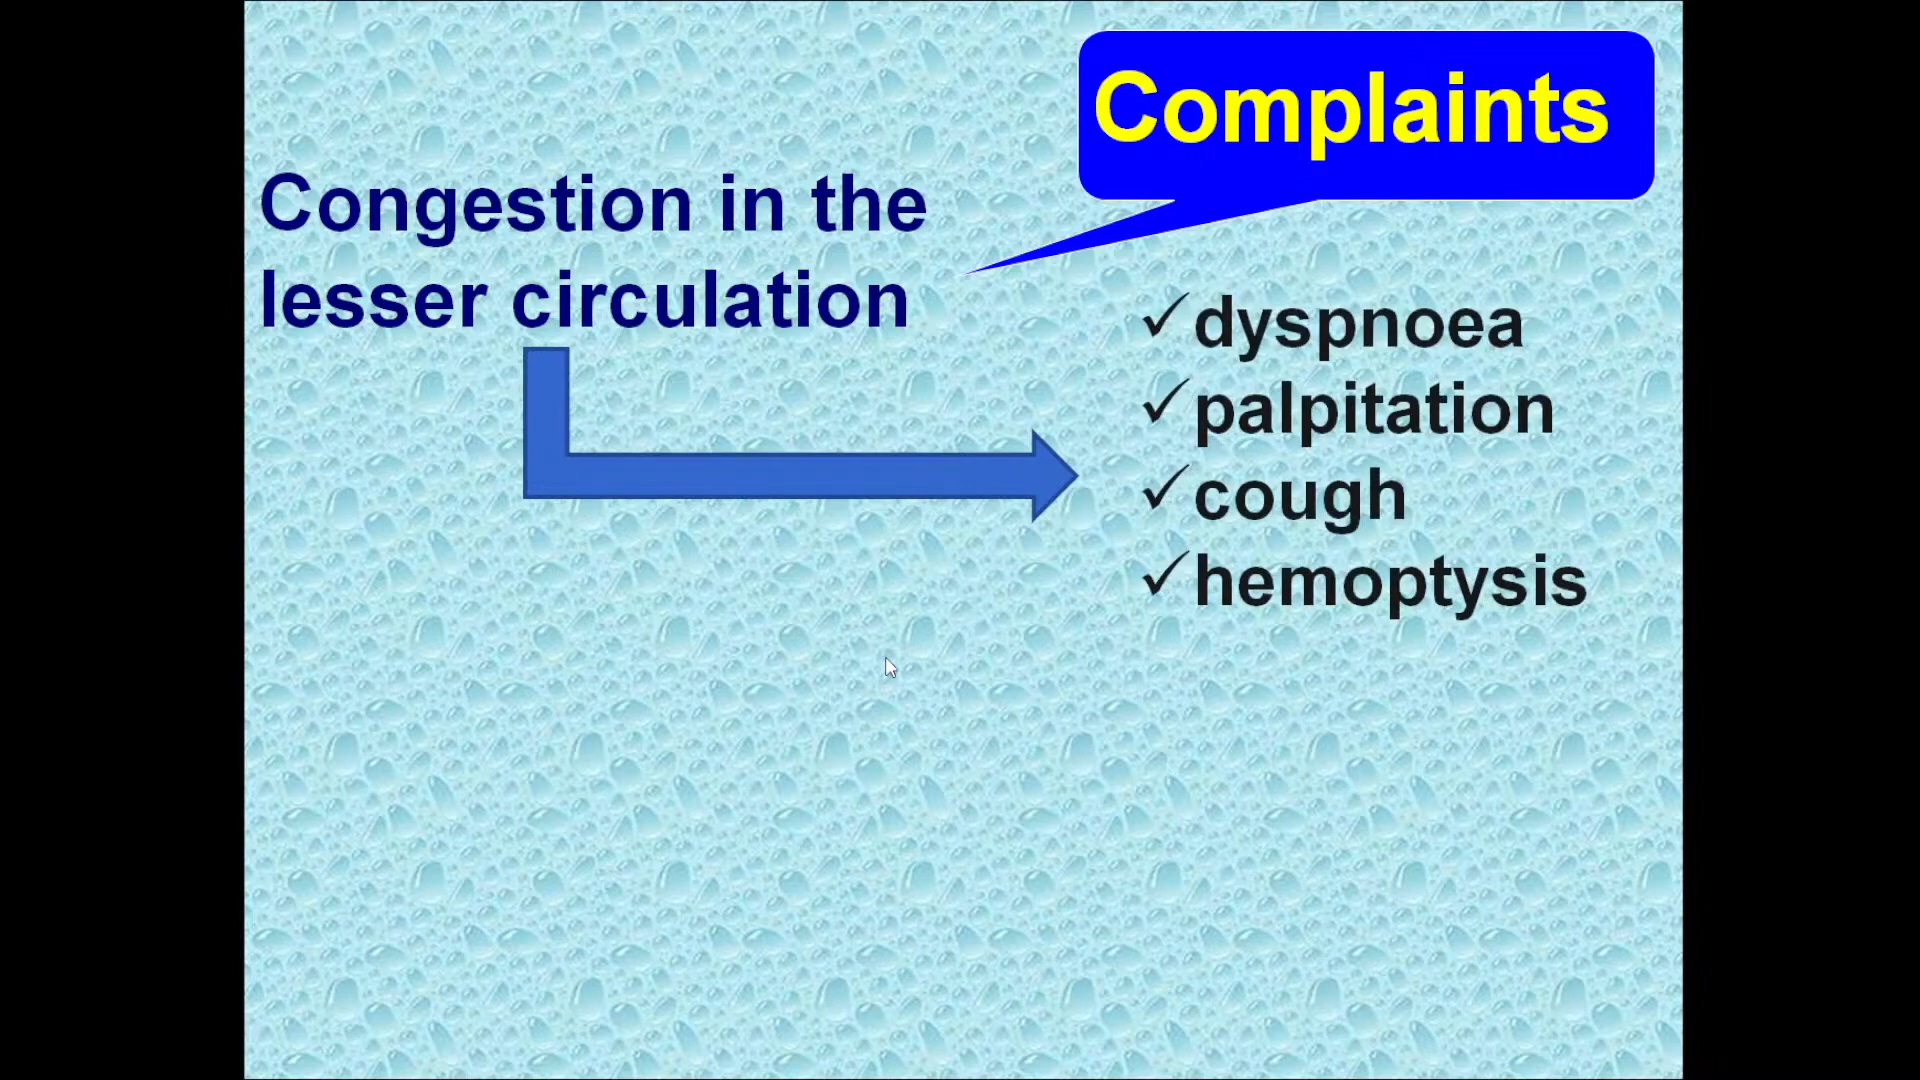 Complaints
Congestion in the
lesser circulation
✓dyspnoea
✓palpitation
✓cough
✓hemoptysis